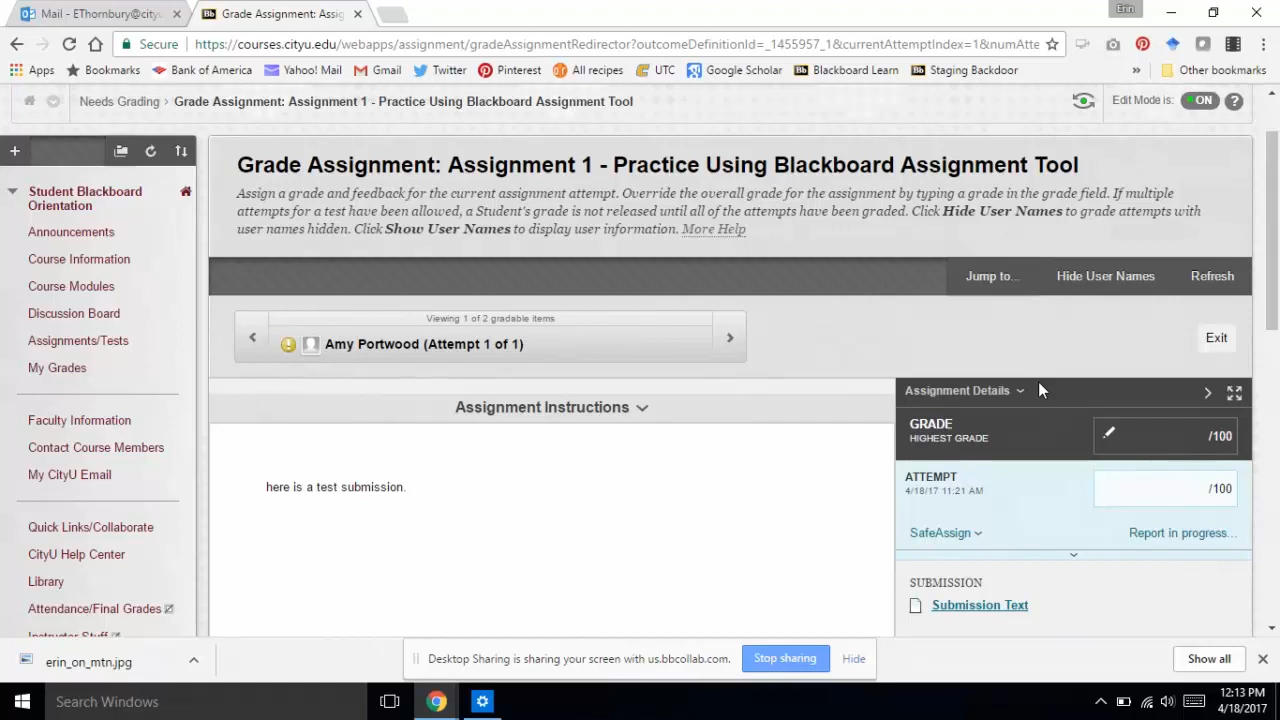 Mail - EThornbury@cityu
Grade Assignment: Assig
Erin
Secure
https://courses.cityu.edu/webapps/assignment/gradeAssignmentRedirector?outcomeDefinitionId=_1455957_1&currentAttemptIndex=1&numAtte
Apps
Bookmarks
Bank of America
Yahoo! Mail
Gmail
Twitter
Pinterest
All recipes
UTC
Google Scholar
Blackboard Learn
Staging Backdoor
»
Other bookmarks
Needs Grading
Grade Assignment: Assignment 1 - Practice Using Blackboard Assignment Tool
Edit Mode is:
ON
?
Student Blackboard
Orientation
Announcements
Course Information
Course Modules
Discussion Board
Assignments/Tests
My Grades
Faculty Information
Contact Course Members
My CityU Email
Quick Links/Collaborate
CityU Help Center
Library
Attendance/Final Grades
Instructor Stuff
Grade Assignment: Assignment 1 - Practice Using Blackboard Assignment Tool
Assign a grade and feedback for the current assignment attempt. Override the overall grade for the assignment by typing a grade in the grade field. If multiple
attempts for a test have been allowed, a Student's grade is not released until all of the attempts have been graded. Click Hide User Names to grade attempts with
user names hidden. Click Show User Names to display user information. More Help
Jump to...
Hide User Names
Refresh
Viewing 1 of 2 gradable items
Amy Portwood (Attempt 1 of 1)
Exit
Assignment Instructions
here is a test submission.
Assignment Details
GRADE
HIGHEST GRADE
/100
ATTEMPT
4/18/17 11:21 AM
/100
SafeAssign
Report in progress...
SUBMISSION
Submission Text
erin_on_mtn.jpg
Desktop Sharing is sharing your screen with us.bbcollab.com.
Stop sharing
Hide
Show all
Search Windows
12:13 PM
4/18/2017